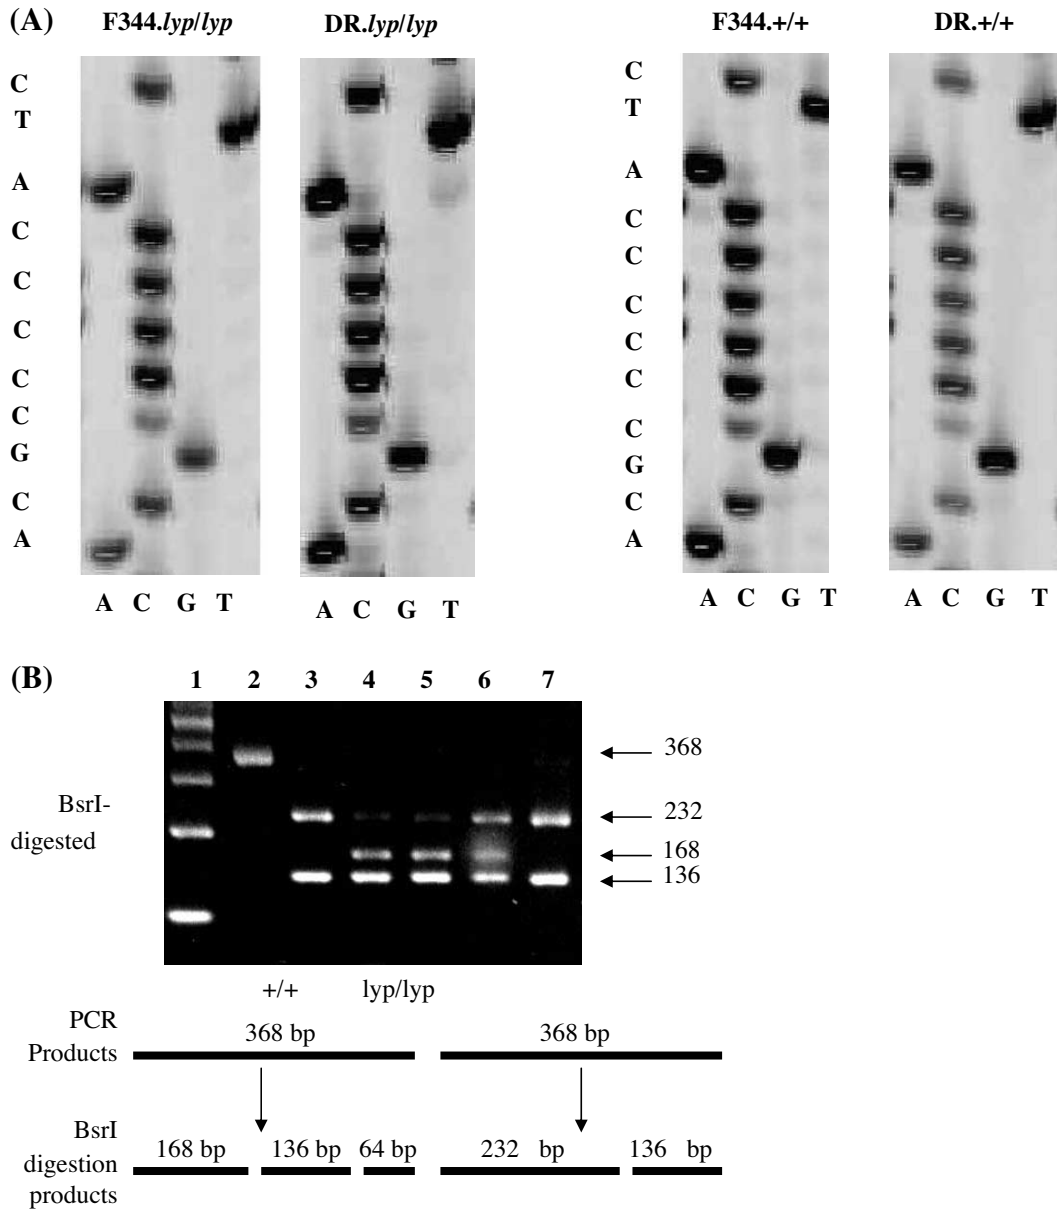 (A)
F344.lyp/lyp
DR.lyp/lyp
F344.+/+
DR.+/+
C
T
A
C
C
C
C
C
G
C
A
C
T
A
C
C
C
C
C
C
G
C
A
A C G T
A C G T
A C G T
A C G T
(B)
1 2 3 4 5 6 7
BsrI-
digested
368
232
168
136
+/+
lyp/lyp
PCR
Products
368 bp
368 bp
BsrI
digestion
products
168 bp
136 bp
64 bp
232 bp
136 bp